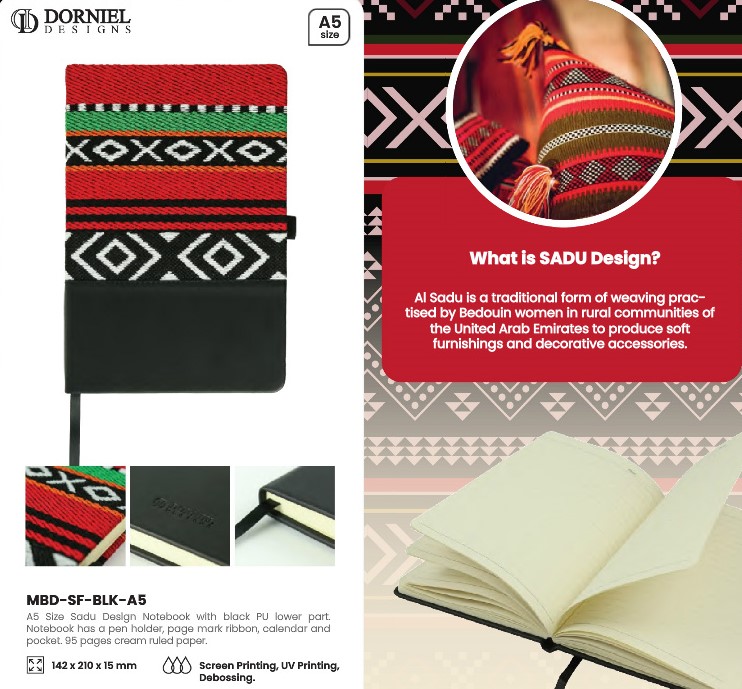 DORNIEL
DESIGNS
A5
size
MBD-SF-BLK-A5
A5 Size Sadu Design Notebook with black PU lower part.
Notebook has a pen holder, page mark ribbon, calendar and
pocket. 95 pages cream ruled paper.
142 x 210 x 15 mm
Screen Printing, UV Printing,
Debossing.
What is SADU Design?
Al Sadu is a traditional form of weaving prac-
tised by Bedouin women in rural communities of
the United Arab Emirates to produce soft
furnishings and decorative accessories.